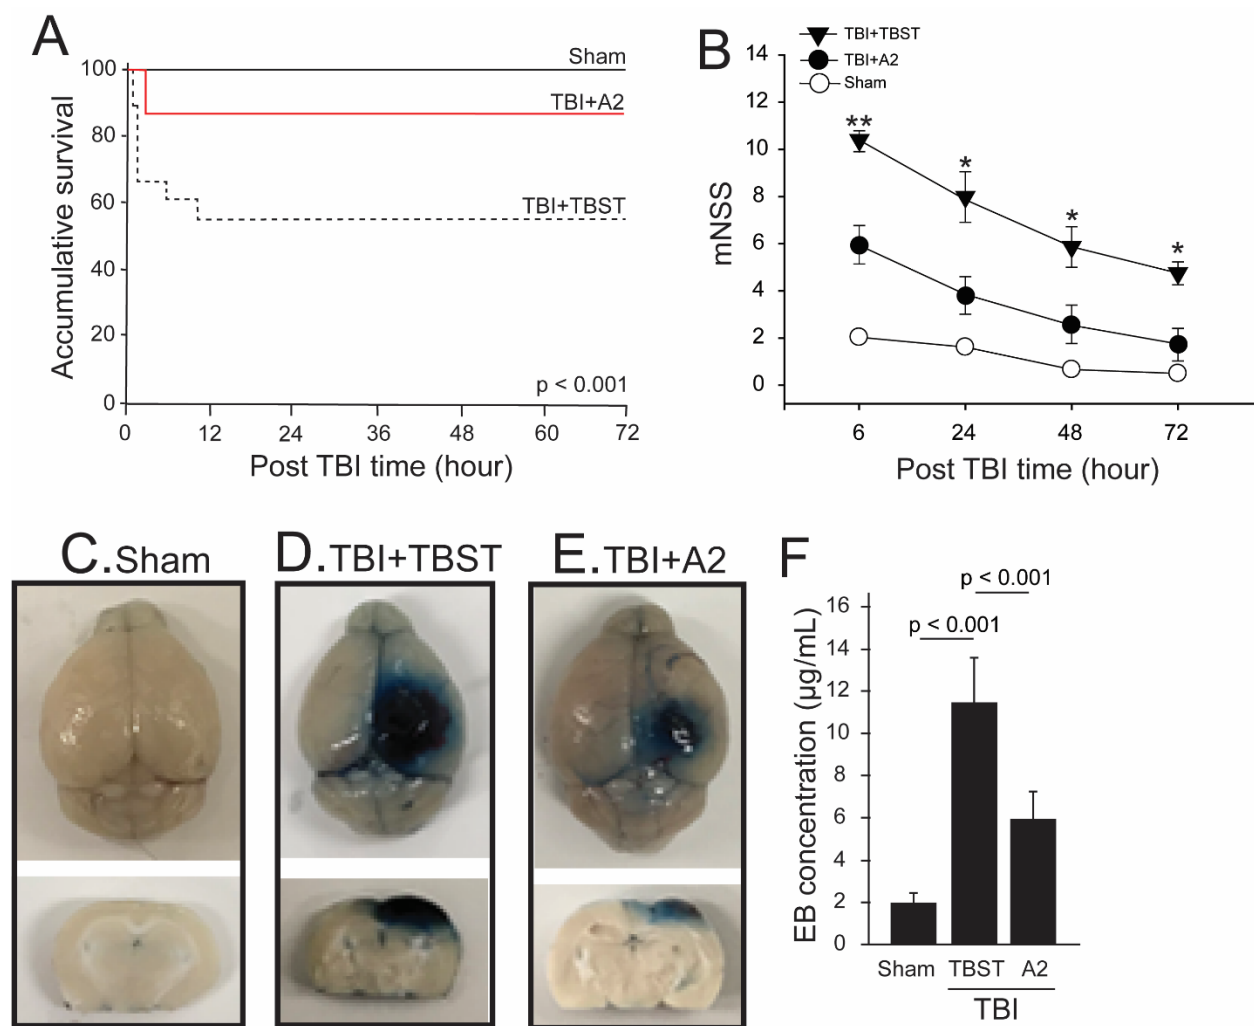 A
Accumulative survival
100
80
60
40
20
0
Sham
TBI+A2
TBI+TBST
p < 0.001
0 12 24 36 48 60 72
Post TBI time (hour)
B
TBI+TBST
TBI+A2
Sham
mNSS
14
12
10
8
6
4
2
0
** * * *
6 24 48 72
Post TBI time (hour)
C.Sham
D.TBI+TBST
E.TBI+A2
F
p < 0.001
p < 0.001
EB concentration (µg/mL)
16
14
12
10
8
6
4
2
0
Sham TBST A2
TBI